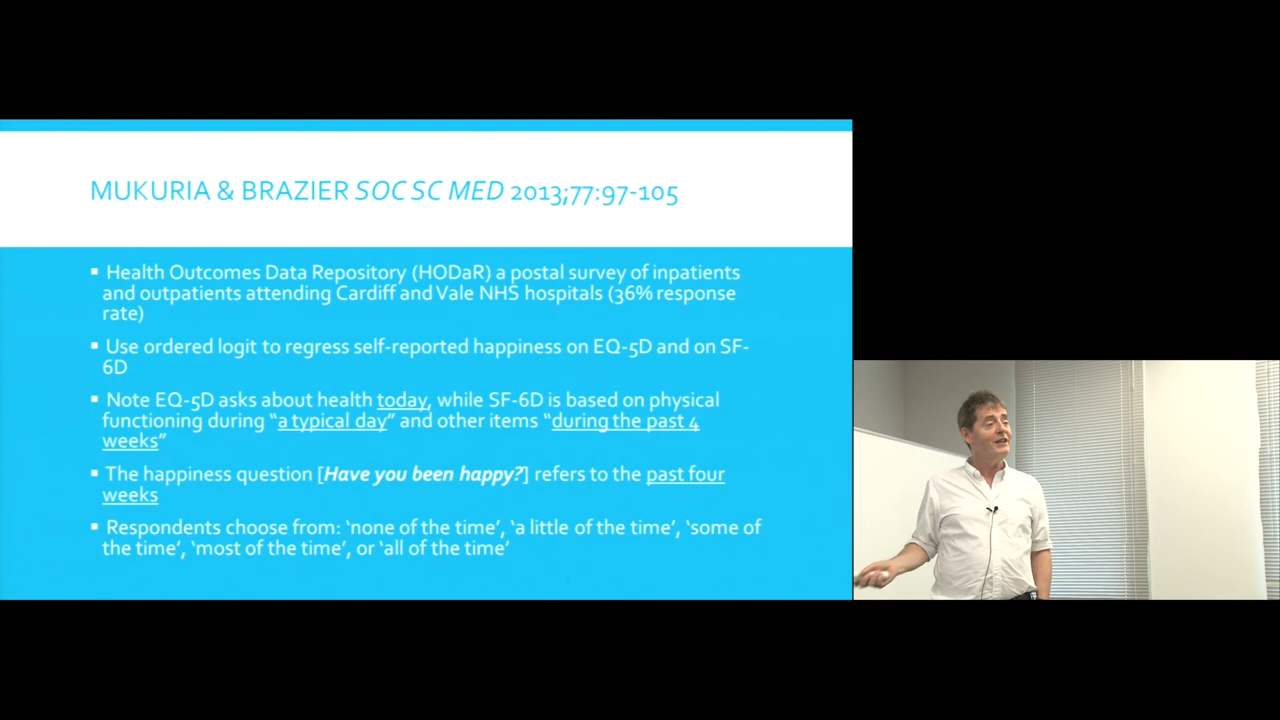 MUKURIA & BRAZIER SOC SC MED 2013;77:97-105
▪ Health Outcomes Data Repository (HODaR) a postal survey of inpatients
and outpatients attending Cardiff and Vale NHS hospitals (36% response
rate)
▪ Use ordered logit to regress self-reported happiness on EQ-5D and on SF-
6D
▪ Note EQ-5D asks about health today, while SF-6D is based on physical
functioning during “a typical day” and other items “during the past 4
weeks”
▪ The happiness question [Have you been happy?] refers to the past four
weeks
▪ Respondents choose from: ‘none of the time’, ‘a little of the time’, ‘some of
the time’, ‘most of the time’, or ‘all of the time’